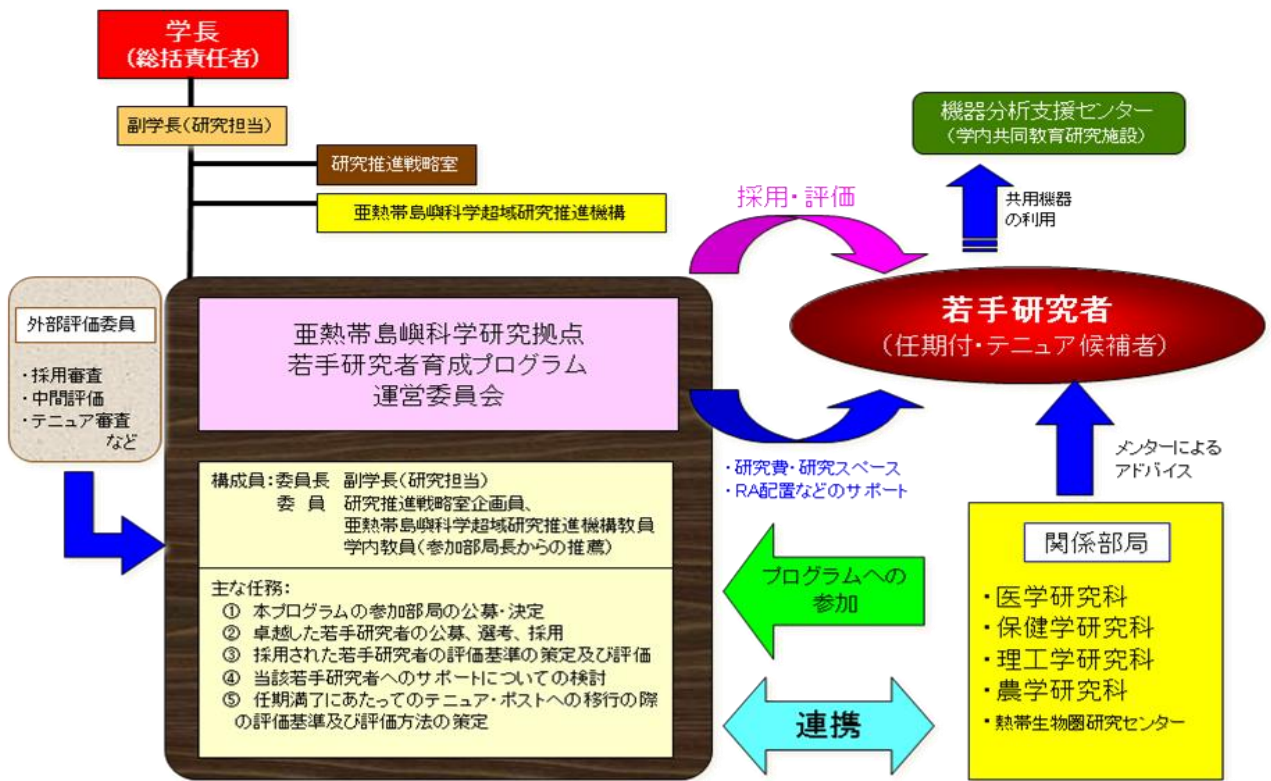 学長
(総括責任者)
副学長(研究担当)
研究推進戦略室
亜熱帯島嶼科学超域研究推進機構
機器分析支援センター
(学内共同教育研究施設)
採用・評価
共用機器
の利用
外部評価委員
・採用審査
・中間評価
・テニュア審査
など
亜熱帯島嶼科学研究拠点
若手研究者育成プログラム
運営委員会
若手研究者
(任期付・テニュア候補者)
・研究費・研究スペース
・RA配置などのサポート
メンターによる
アドバイス
構成員:委員長 副学長(研究担当)
委 員 研究推進戦略室企画員、
亜熱帯島嶼科学超域研究推進機構教員
学内教員(参加部局長からの推薦)
主な任務:
① 本プログラムの参加部局の公募・決定
② 卓越した若手研究者の公募、選考、採用
③ 採用された若手研究者の評価基準の策定及び評価
④ 当該若手研究者へのサポートについての検討
⑤ 任期満了にあたってのテニュア・ポストへの移行の際
の評価基準及び評価方法の策定
プログラムへの
参加
連携
関係部局
・医学研究科
・保健学研究科
・理工学研究科
・農学研究科
・熱帯生物圏研究センター